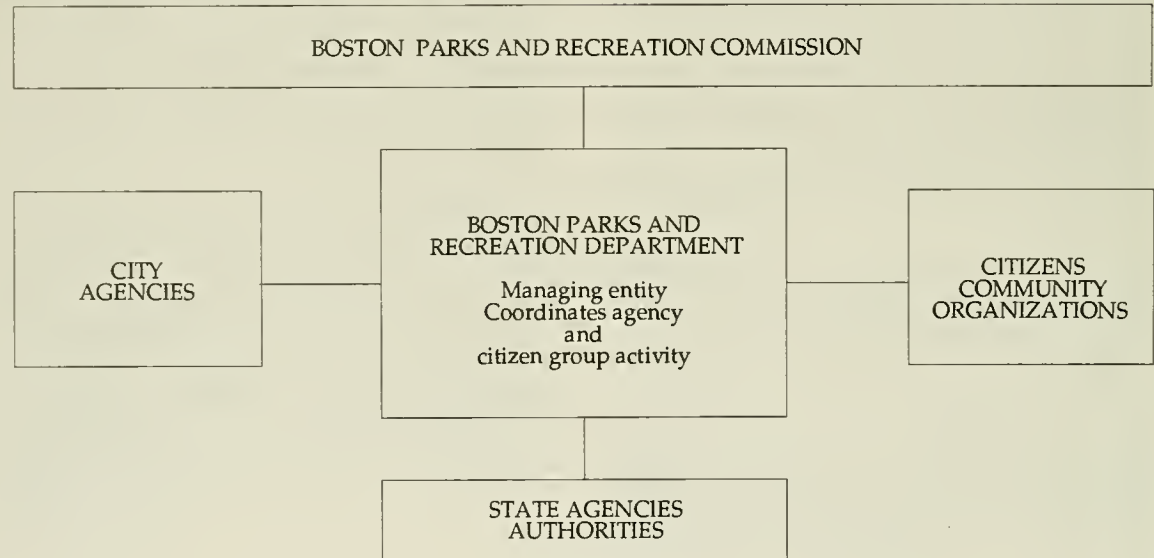 BOSTON PARKS AND RECREATION COMMISSION
BOSTON PARKS AND
RECREATION DEPARTMENT
Managing entity
Coordinates agency
and
citizen group activity
CITY
AGENCIES
CITIZENS
COMMUNITY
ORGANIZATIONS
STATE AGENCIES
AUTHORITIES